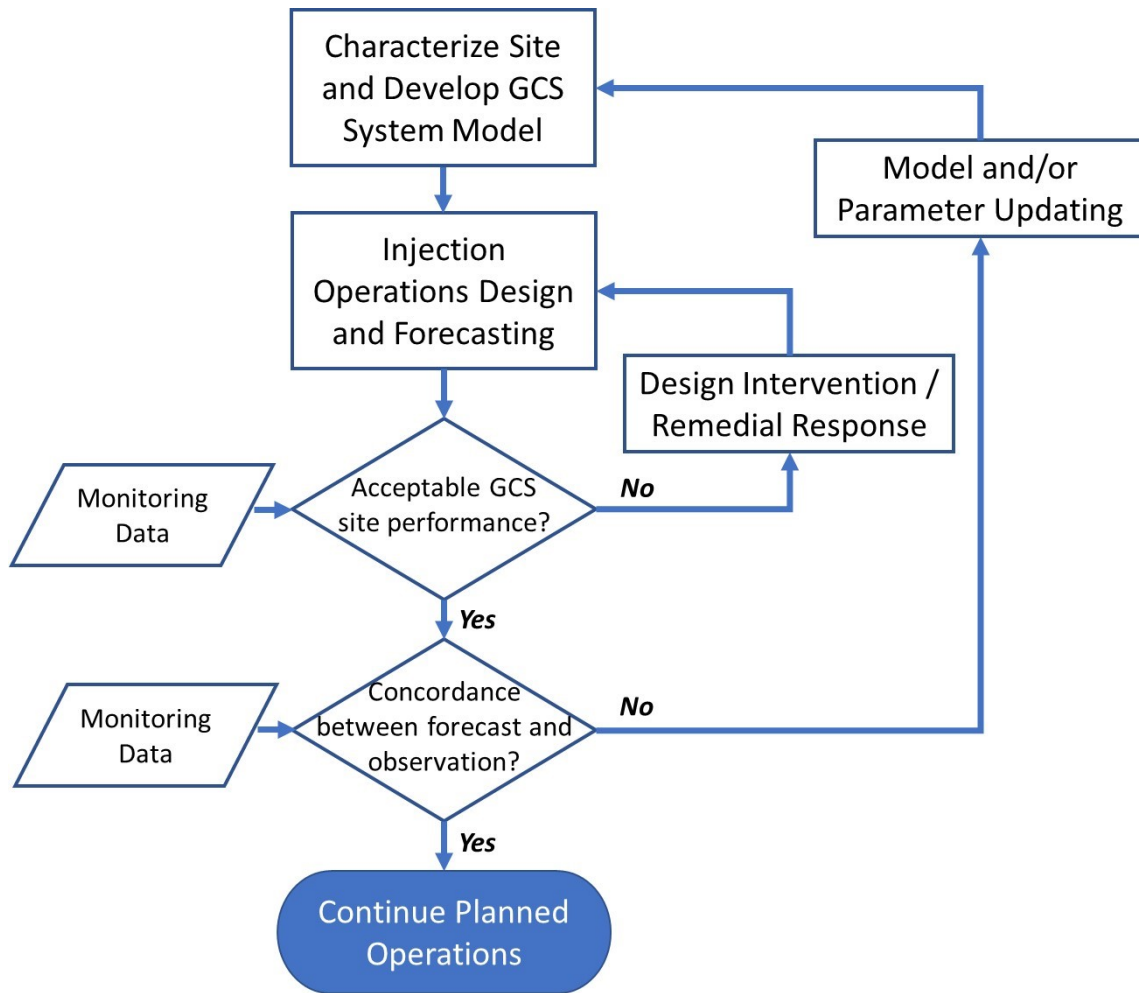 Characterize Site
and Develop GCS
System Model
Model and/or
Parameter Updating
Injection
Operations Design
and Forecasting
Design Intervention /
Remedial Response
Monitoring
Data
Acceptable GCS
site performance?
No
Yes
Monitoring
Data
Concordance
between forecast and
observation?
No
Yes
Continue Planned
Operations